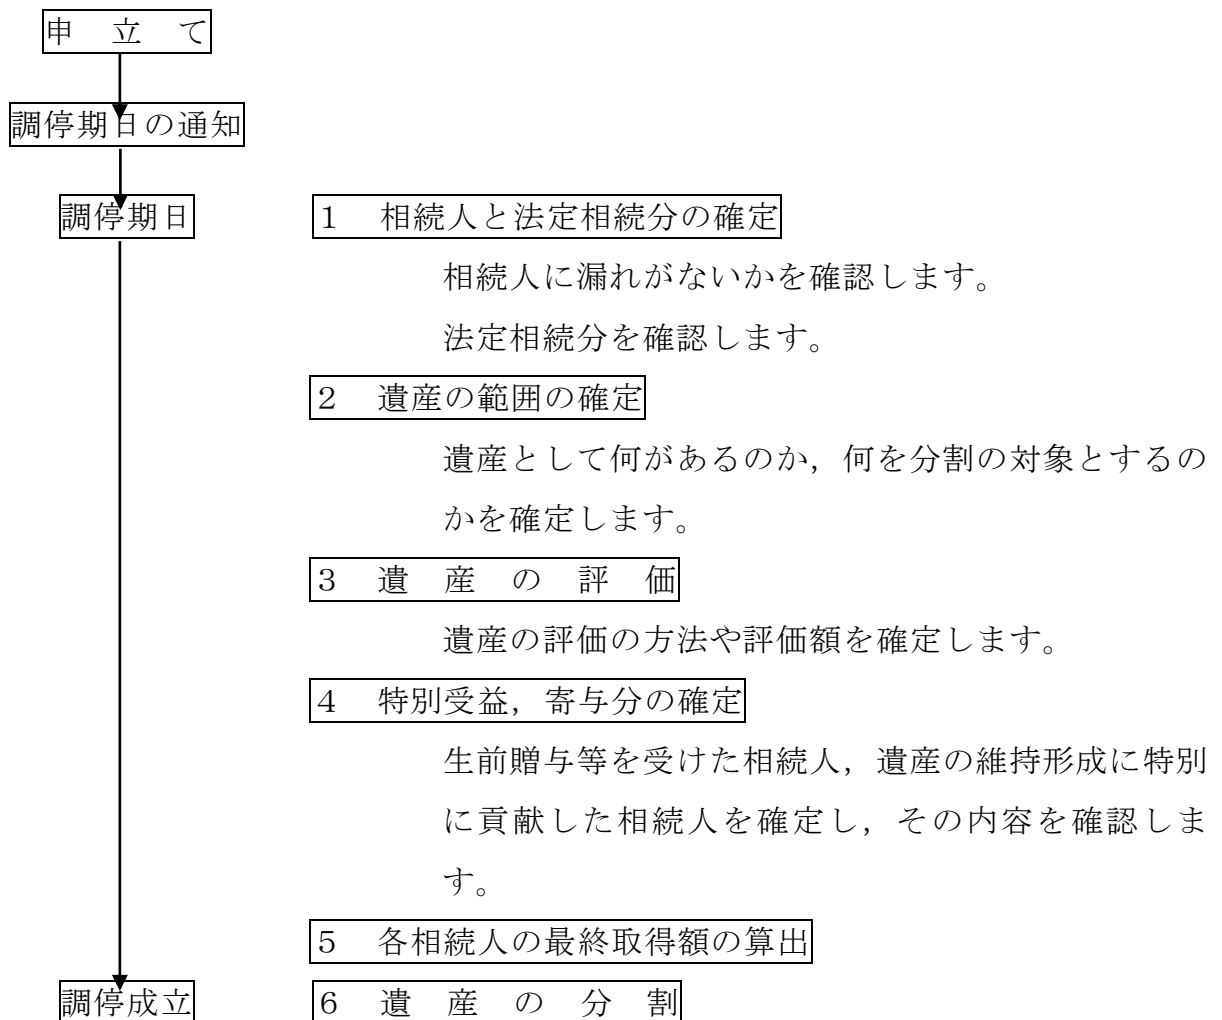 申　立　て
調停期日の通知
調停期日
１　相続人と法定相続分の確定
相続人に漏れがないかを確認します。
法定相続分を確認します。
２　遺産の範囲の確定
遺産として何があるのか，何を分割の対象とするの
かを確定します。
３　遺　産　の　評　価
遺産の評価の方法や評価額を確定します。
４　特別受益，寄与分の確定
生前贈与等を受けた相続人，遺産の維持形成に特別
に貢献した相続人を確定し，その内容を確認しま
す。
５　各相続人の最終取得額の算出
調停成立
６　遺　産　の　分　割